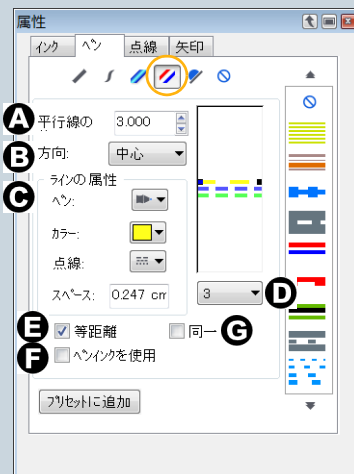 属性
インク ペン 点線 矢印
A 平行線の 3.000
B 方向: 中心
C ラインの属性
ペン:
カラー:
点線:
スペース: 0.247 cm
3 D
E 等距離 同一 G
F ペンインクを使用
プリセットに追加